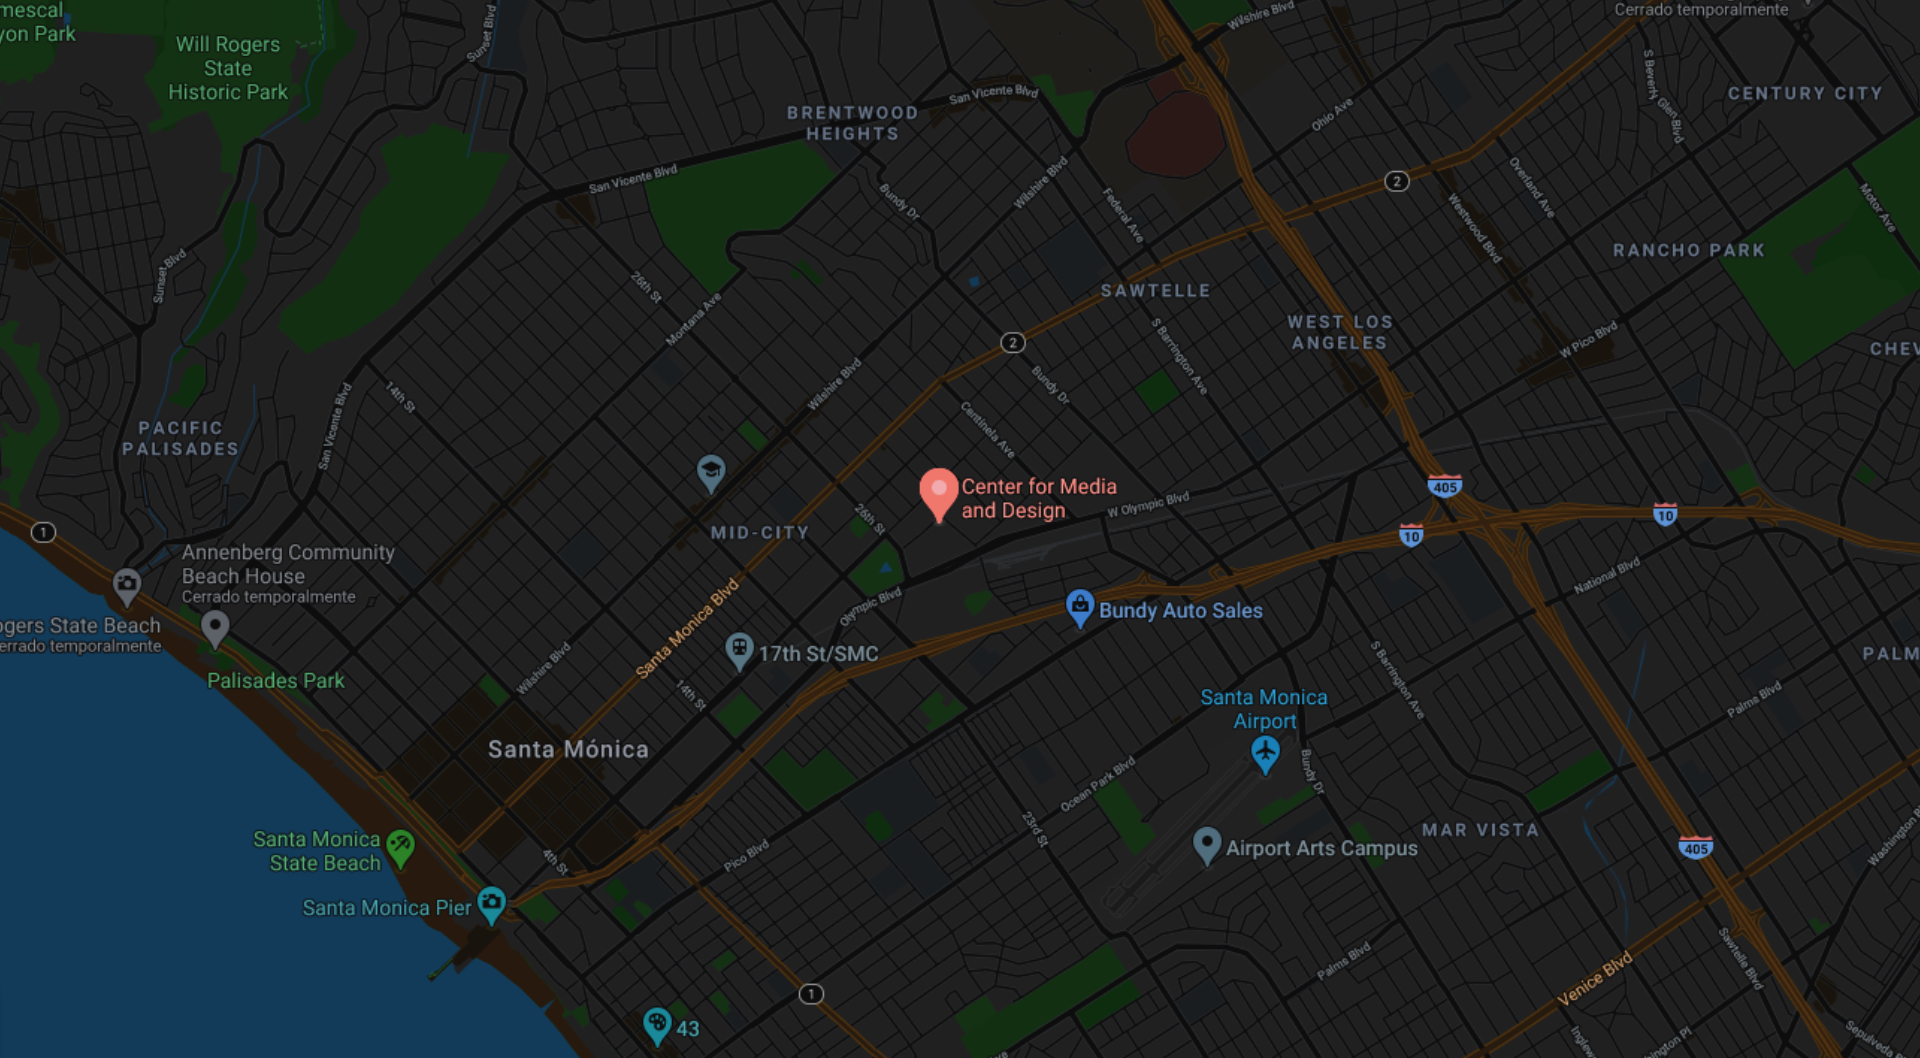 mescal
yon Park
Will Rogers
State
Historic Park
Sunset Blvd
Wilshire Blvd
Cerrado temporalmente
BRENTWOOD
HEIGHTS
San Vicente Blvd
Ohio Ave
S Beverly Glen Blvd
CENTURY CITY
San Vicente Blvd
Bundy Dr
Wilshire Blvd
Federal Ave
2
Overland Ave
Westwood Blvd
Motor Ave
RANCHO PARK
Sunset Blvd
26th St
Montana Ave
SAWTELLE
S Barrington Ave
WEST LOS
ANGELES
W Pico Blvd
CHEV
2
Bundy Dr
14th St
Wilshire Blvd
Centinela Ave
San Vicente Blvd
PACIFIC
PALISADES
Center for Media
and Design
W Olympic Blvd
405
10
10
1
MID-CITY
26th St
Annenberg Community
Beach House
Cerrado temporalmente
Santa Monica Blvd
Olympic Blvd
Bundy Auto Sales
National Blvd
ogers State Beach
errado temporalmente
Palisades Park
Wilshire Blvd
17th St/SMC
14th St
S Barrington Ave
PALM
Palms Blvd
Santa Monica
Airport
Santa Mónica
Bundy Dr
Ocean Park Blvd
23rd St
Santa Monica
State Beach
4th St
Pico Blvd
Airport Arts Campus
MAR VISTA
405
Washington B
Santa Monica Pier
Palms Blvd
Venice Blvd
Sawtelle Blvd
1
43
Inglew
hington Pl
Sepulveda B
ve